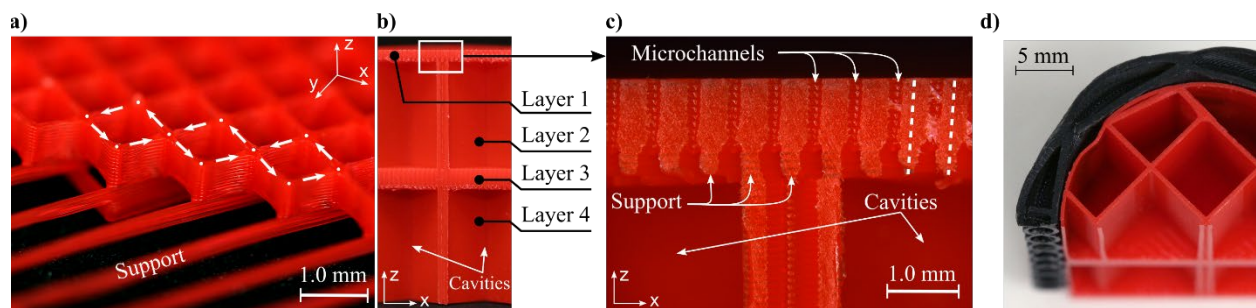 a)
z
y
x
Support
1.0 mm
b)
Layer 1
Layer 2
Layer 3
Layer 4
Cavities
z
x
c)
Microchannels
Support
Cavities
z
x
1.0 mm
d)
5 mm